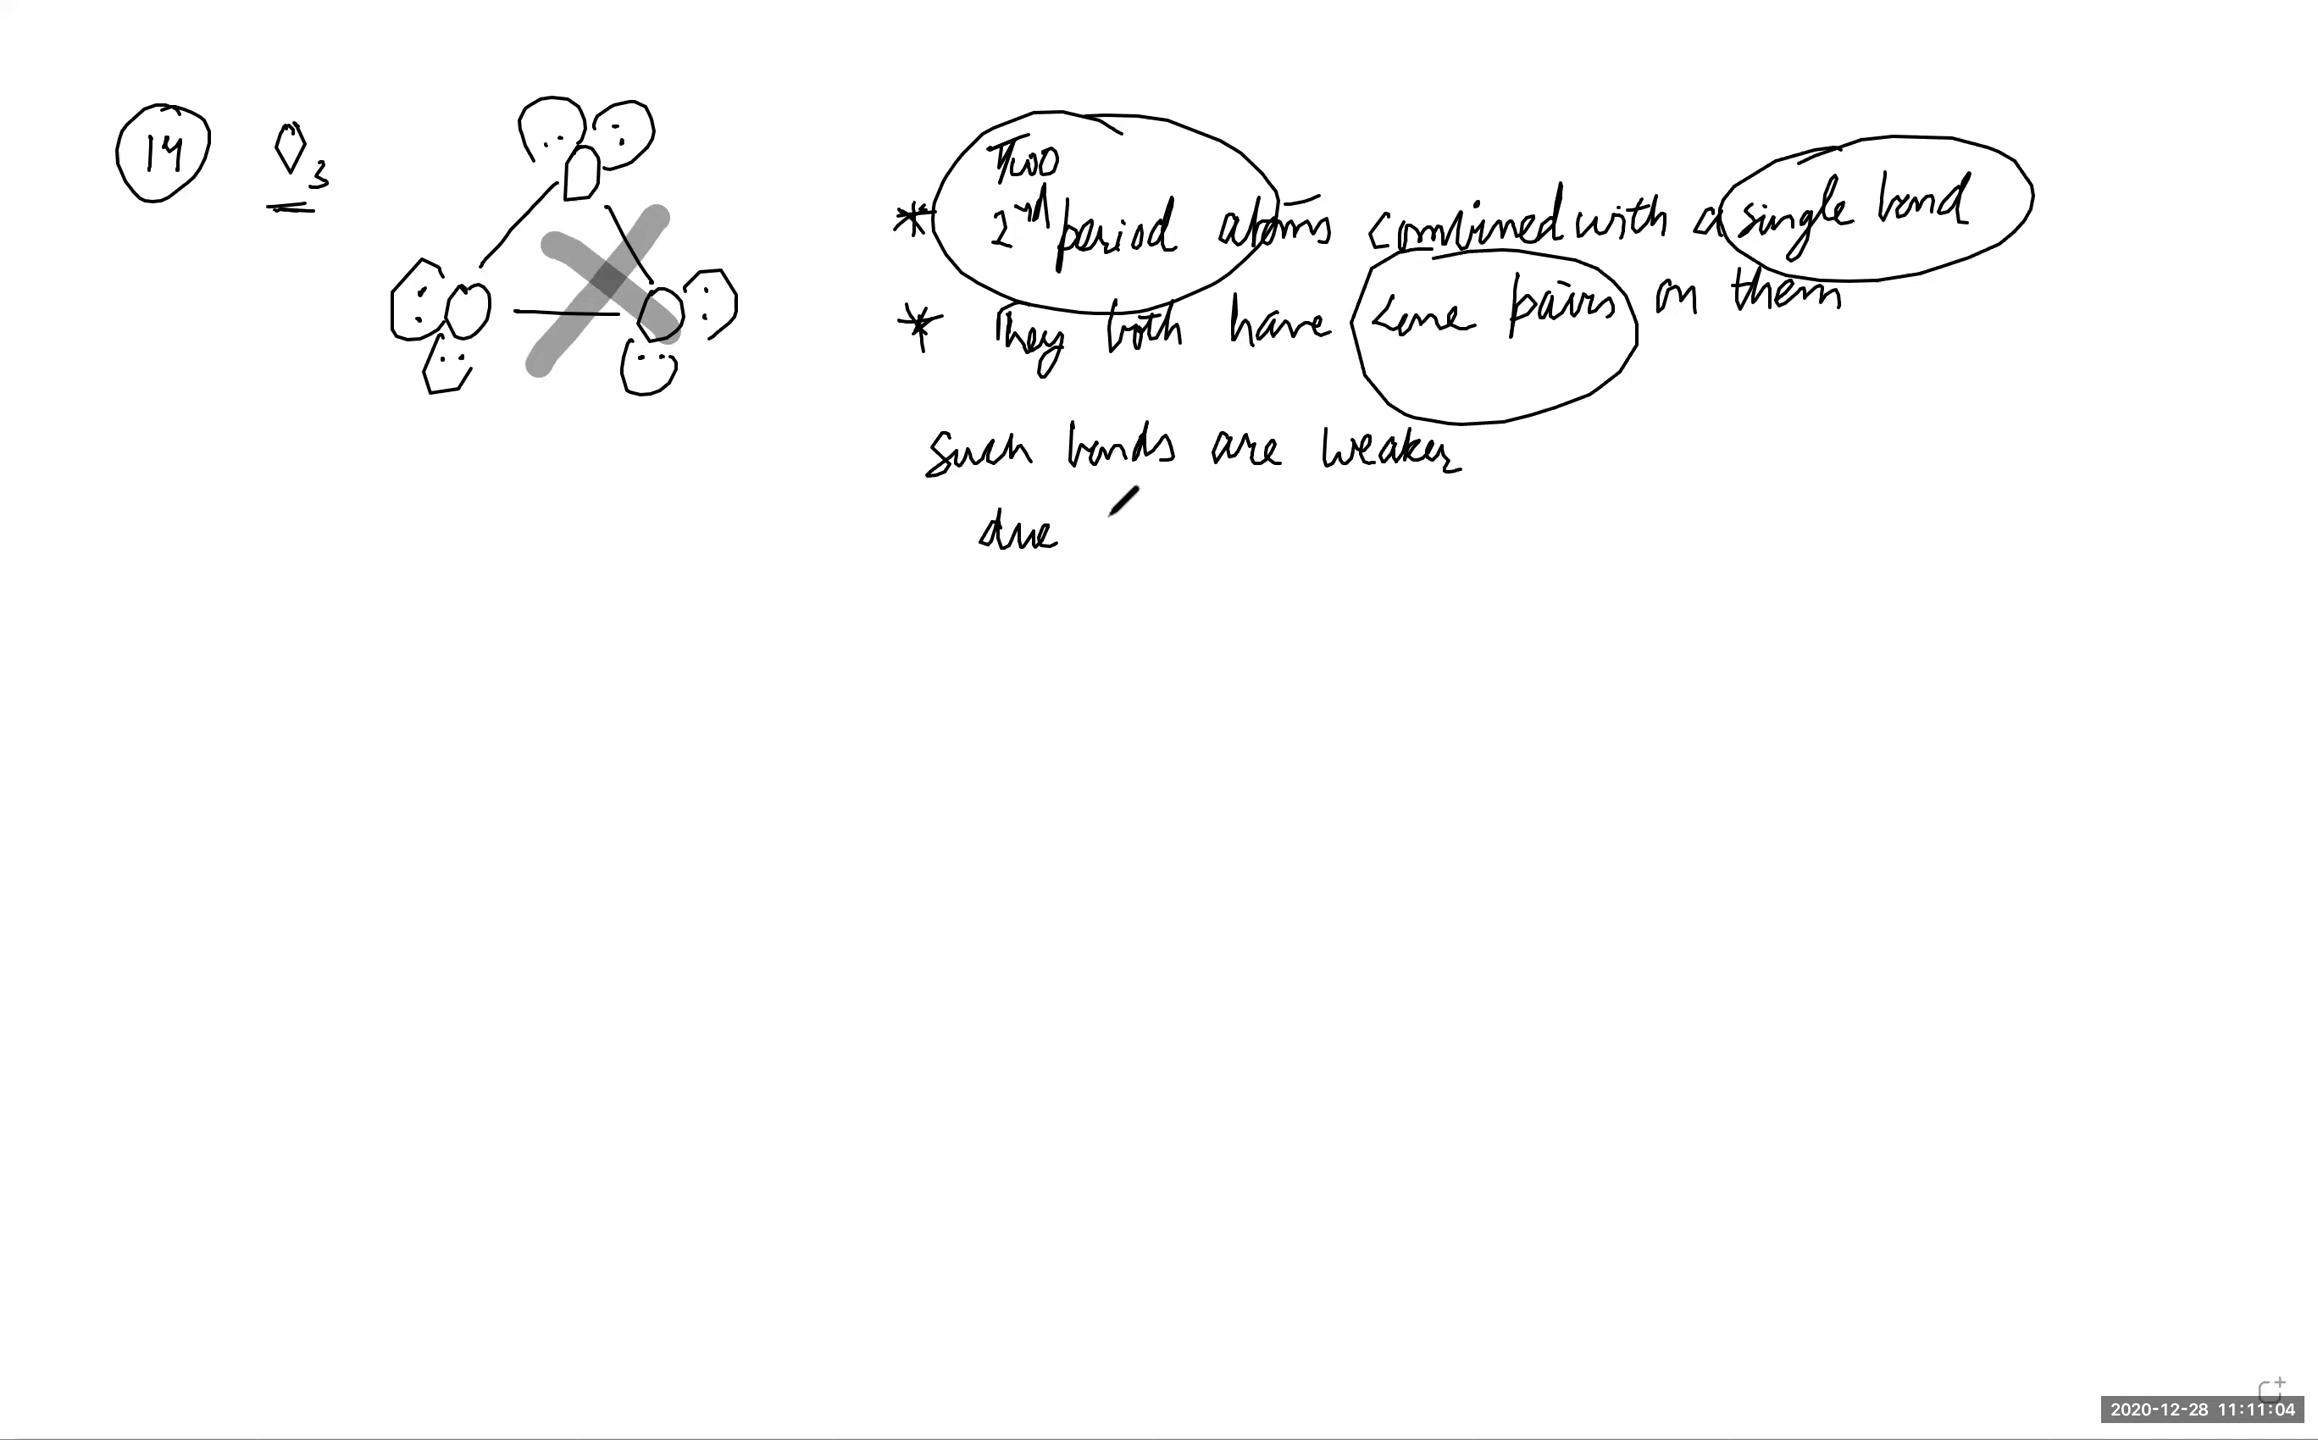 14 O3
Two
* 2nd period atoms combined with a single bond
* They both have lone pairs on them
Such bonds are weaker
due
2020-12-28 11:11:04